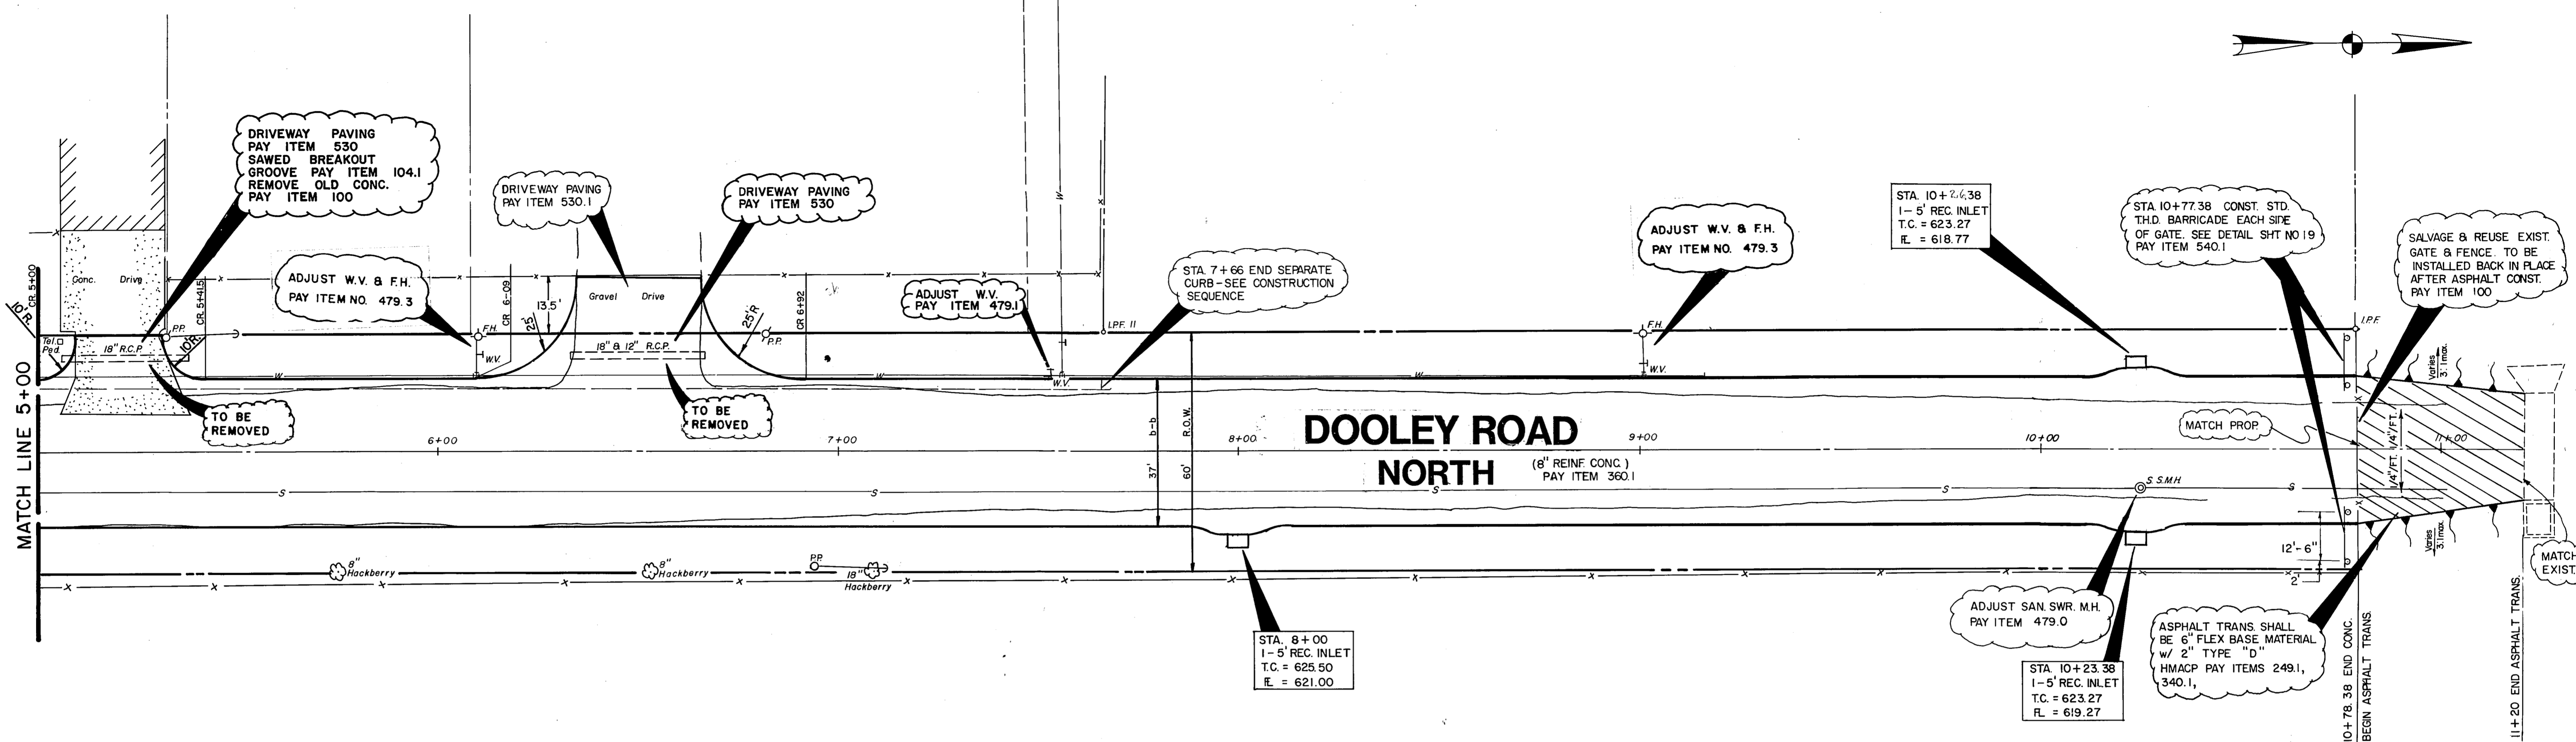 MATCH LINE 5+00
CR 5+00
10'R.
Tel.
Ped.
Conc. Drive
18" R.C.P.
P.P.
10'R.
CR. 5+41.5
DRIVEWAY PAVING
PAY ITEM 530
SAWED BREAKOUT
GROOVE PAY ITEM 104.1
REMOVE OLD CONC.
PAY ITEM 100
TO BE
REMOVED
ADJUST W.V. & F.H.
PAY ITEM NO. 479.3
F.H.
W.V.
CR 6-09
25'
13.5'
DRIVEWAY PAVING
PAY ITEM 530.1
Gravel Drive
18" & 12" R.C.P.
DRIVEWAY PAVING
PAY ITEM 530
25'R
P.P.
CR 6+92
TO BE
REMOVED
ADJUST W.V.
PAY ITEM 479.1
W.V.
I.P.F. 11
STA. 7+66 END SEPARATE
CURB-SEE CONSTRUCTION
SEQUENCE
6+00
7+00
8+00
9+00
10+00
11+00
37' b-b
60' R.O.W.
DOOLEY ROAD
NORTH
(8" REINF. CONC.)
PAY ITEM 360.1
ADJUST W.V. & F.H.
PAY ITEM NO. 479.3
F.H.
W.V.
STA. 10+26.38
1-5' REC. INLET
T.C. = 623.27
FL = 618.77
STA. 10+77.38 CONST. STD.
T.H.D. BARRICADE EACH SIDE
OF GATE. SEE DETAIL SHT NO 19
PAY ITEM 540.1
SALVAGE & REUSE EXIST.
GATE & FENCE. TO BE
INSTALLED BACK IN PLACE
AFTER ASPHALT CONST.
PAY ITEM 100
I.P.F.
Varies
3:1 max.
MATCH PROP.
1/4"/FT.
1/4"/FT.
S
S
S
S
S
W
W
W
W
S.S.M.H
8"
Hackberry
8"
Hackberry
P.P.
18"
Hackberry
STA. 8+00
1-5' REC. INLET
T.C. = 625.50
FL = 621.00
ADJUST SAN. SWR. M.H.
PAY ITEM 479.0
STA. 10+23.38
1-5' REC. INLET
T.C. = 623.27
FL = 619.27
ASPHALT TRANS. SHALL
BE 6" FLEX BASE MATERIAL
w/ 2" TYPE "D"
HMACP PAY ITEMS 249.1,
340.1,
12'-6"
2'
Varies
3:1 max.
MATCH
EXIST.
10+78.38 END CONC.
BEGIN ASPHALT TRANS.
11+20 END ASPHALT TRANS.